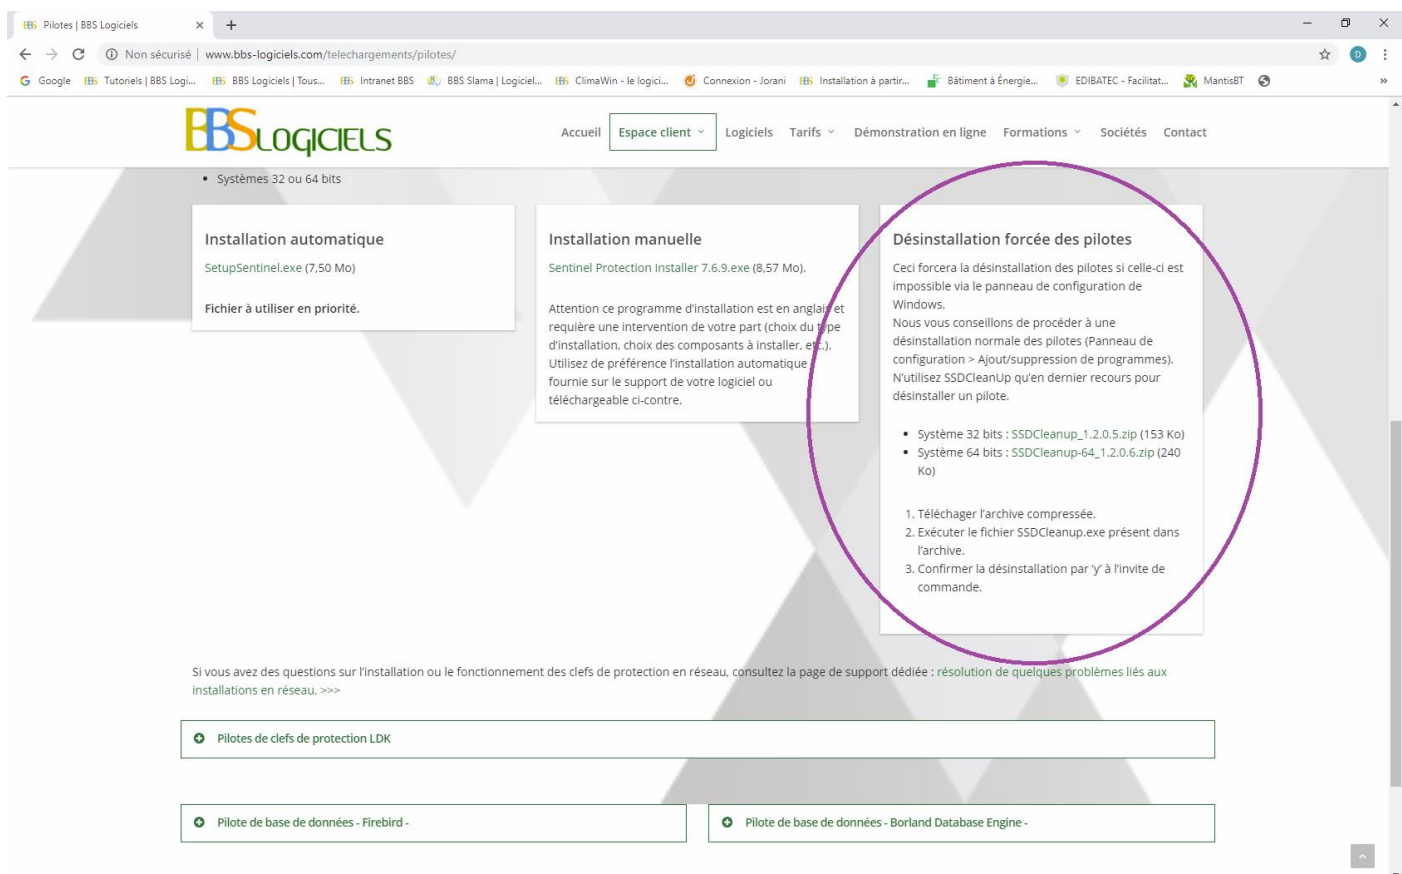 Pilotes | BBS Logiciels
Non sécurisé | www.bbs-logiciels.com/telechargements/pilotes/
D
Google
Tutoriels | BBS Logi...
BBS Logiciels | Tous...
Intranet BBS
BBS Slama | Logiciel...
ClimaWin - le logici...
Connexion - Jorani
Installation à partir...
Bâtiment à Énergie...
EDIBATEC - Facilitat...
MantisBT
»
BBSLOGICIELS
Accueil
Espace client
Logiciels
Tarifs
Démonstration en ligne
Formations
Sociétés
Contact
• Systèmes 32 ou 64 bits
Installation automatique
SetupSentinel.exe (7,50 Mo)
Fichier à utiliser en priorité.
Installation manuelle
Sentinel Protection Installer 7.6.9.exe (8,57 Mo).
Attention ce programme d'installation est en anglais et
requière une intervention de votre part (choix du type
d'installation, choix des composants à installer, etc.).
Utilisez de préférence l'installation automatique
fournie sur le support de votre logiciel ou
téléchargeable ci-contre.
Désinstallation forcée des pilotes
Ceci forcera la désinstallation des pilotes si celle-ci est
impossible via le panneau de configuration de
Windows.
Nous vous conseillons de procéder à une
désinstallation normale des pilotes (Panneau de
configuration > Ajout/suppression de programmes).
N'utilisez SSDCleanUp qu'en dernier recours pour
désinstaller un pilote.
• Système 32 bits : SSDCleanup_1.2.0.5.zip (153 Ko)
• Système 64 bits : SSDCleanup-64_1.2.0.6.zip (240
Ko)
1. Téléchager l'archive compressée.
2. Exécuter le fichier SSDCleanup.exe présent dans
l'archive.
3. Confirmer la désinstallation par 'y' à l'invite de
commande.
Si vous avez des questions sur l'installation ou le fonctionnement des clefs de protection en réseau, consultez la page de support dédiée : résolution de quelques problèmes liés aux
installations en réseau. >>>
Pilotes de clefs de protection LDK
Pilote de base de données - Firebird -
Pilote de base de données - Borland Database Engine -